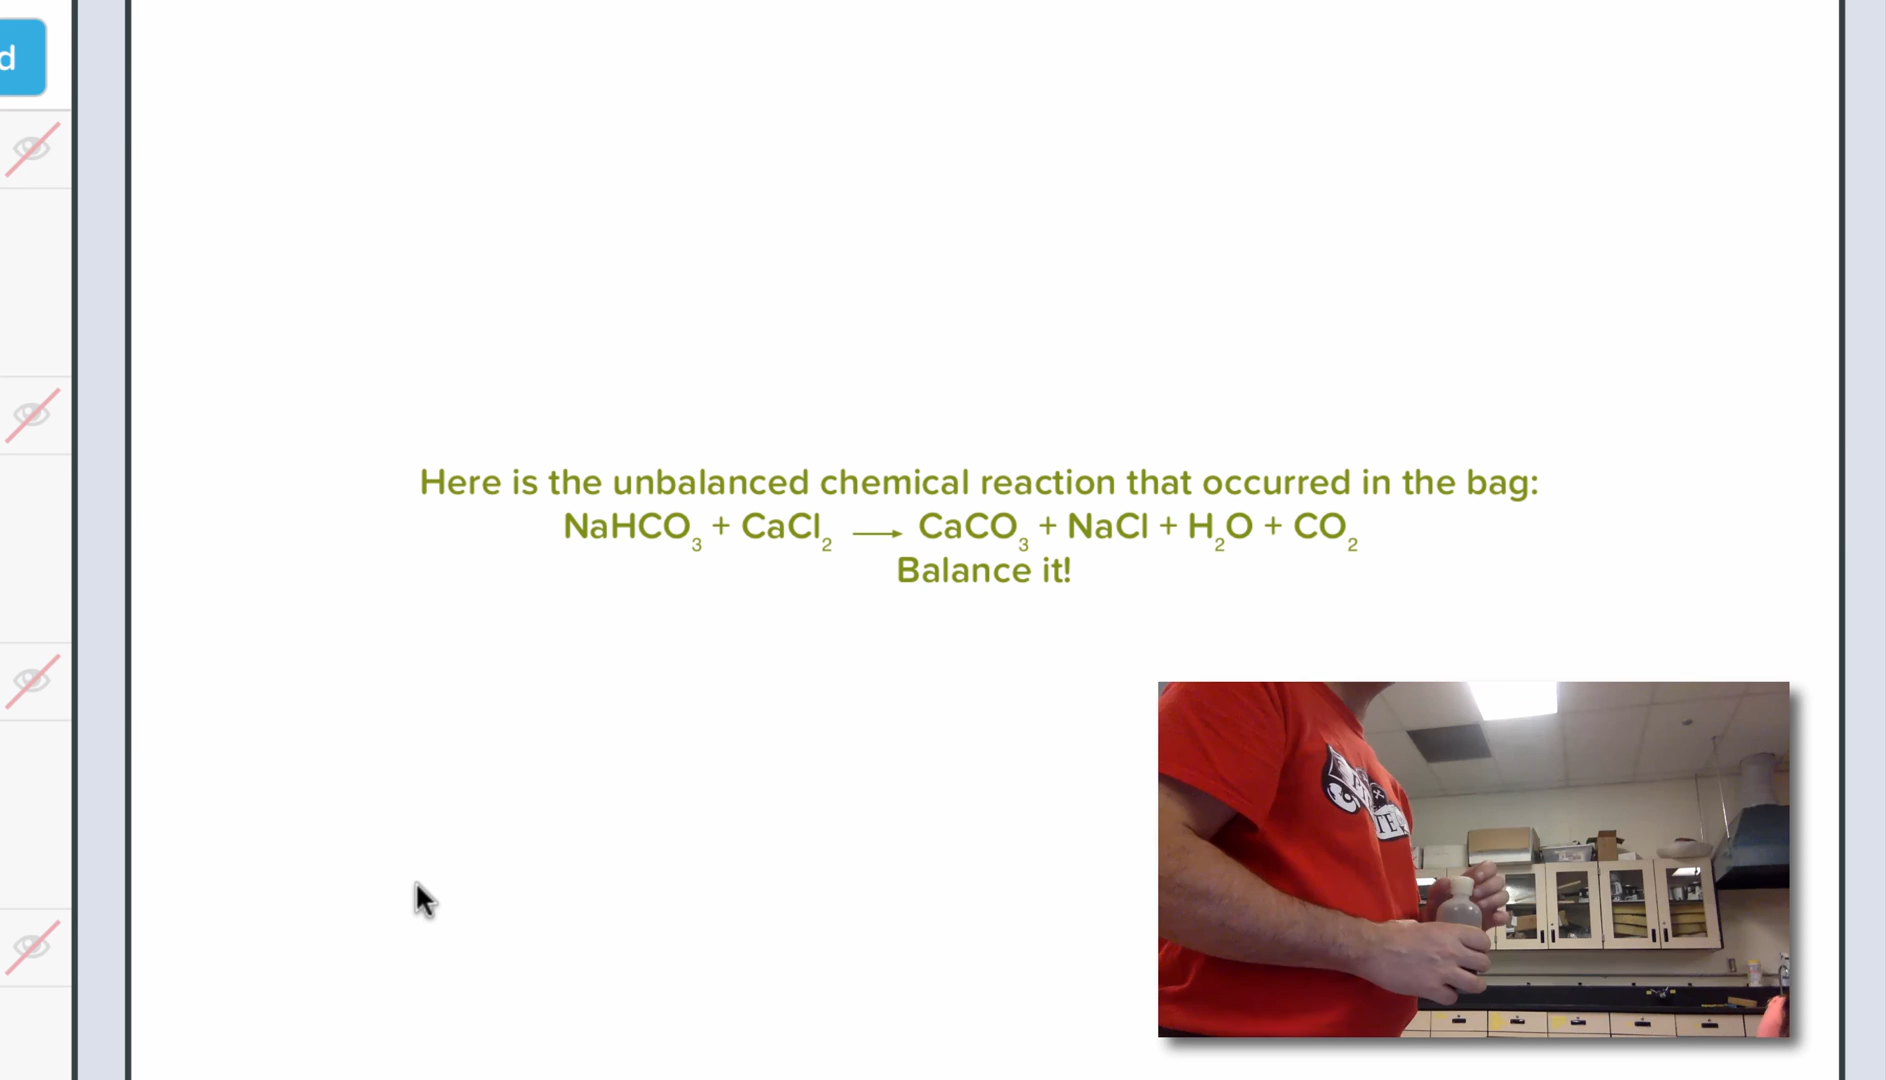 d
Here is the unbalanced chemical reaction that occurred in the bag:
NaHCO₃ + CaCl₂ ⟶ CaCO₃ + NaCl + H₂O + CO₂
Balance it!